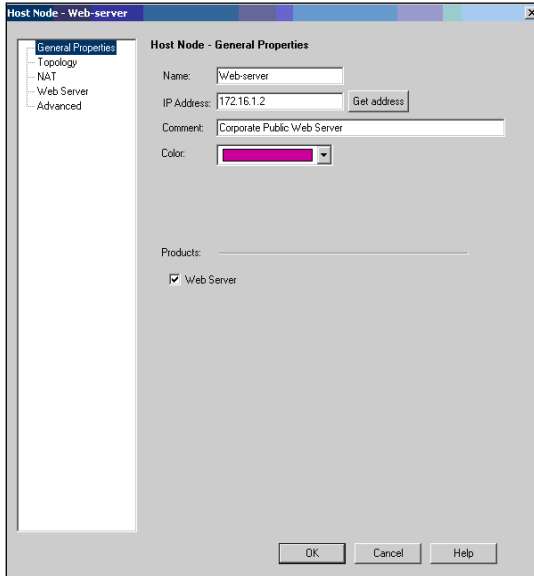 Host Node - Web-server
General Properties
Topology
NAT
Web Server
Advanced
Host Node - General Properties
Name: Web-server
IP Address: 172.16.1.2 Get address
Comment: Corporate Public Web Server
Color:
Products:
Web Server
OK Cancel Help